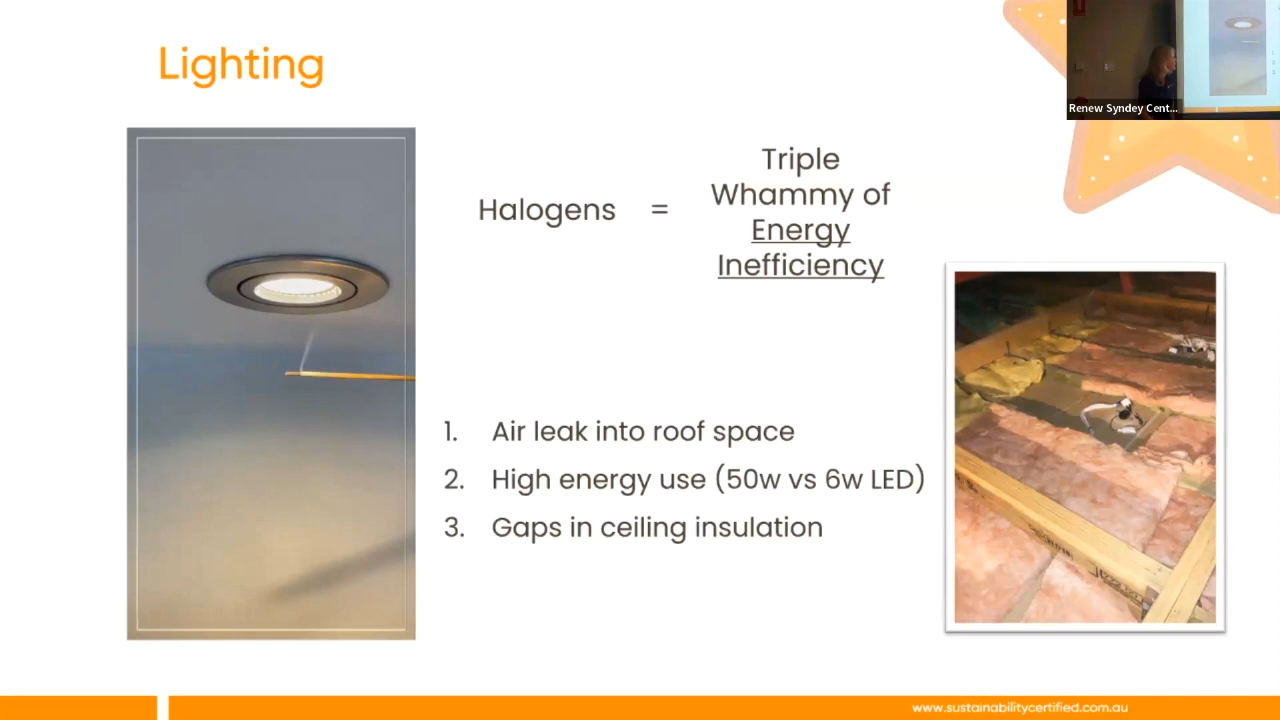 Lighting
Renew Syndey Cent...
Halogens = Triple
Whammy of
Energy
Inefficiency
1. Air leak into roof space
2. High energy use (50w vs 6w LED)
3. Gaps in ceiling insulation
www.sustainabilitycertified.com.au